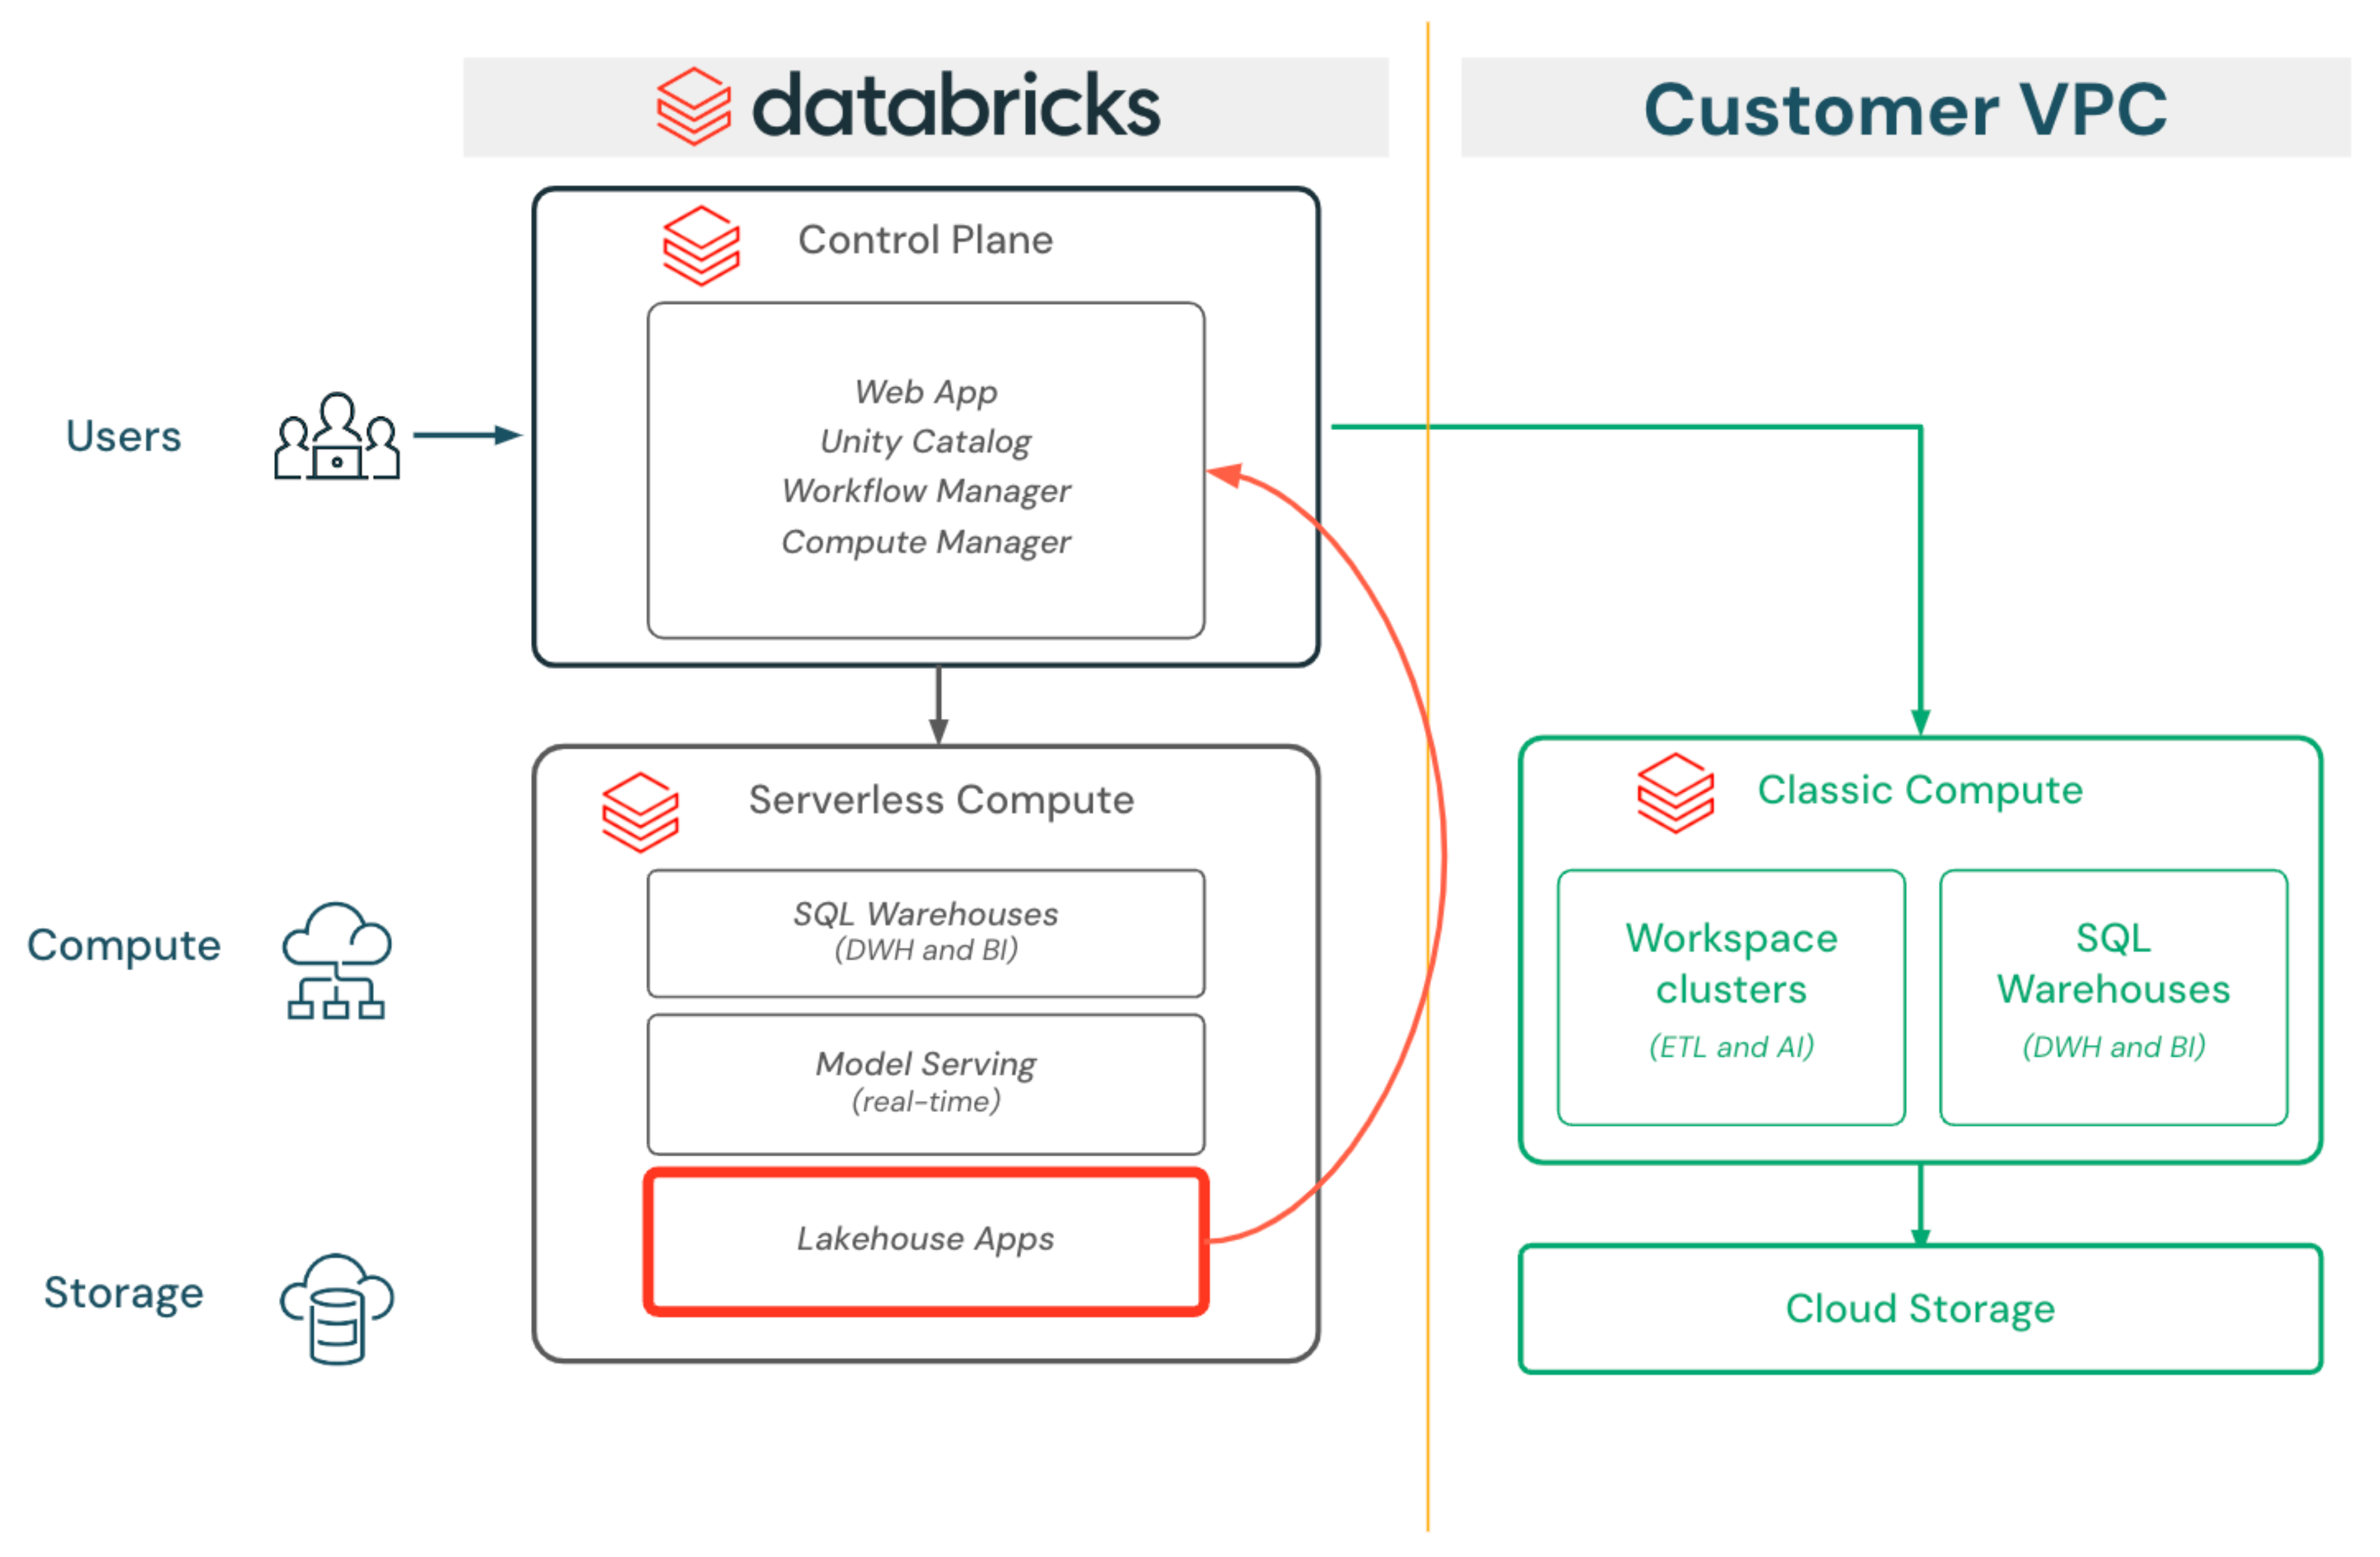 databricks
Customer VPC
Control Plane
Web App
Unity Catalog
Workflow Manager
Compute Manager
Users
Serverless Compute
SQL Warehouses
(DWH and BI)
Model Serving
(real-time)
Lakehouse Apps
Compute
Storage
Classic Compute
Workspace
clusters
(ETL and AI)
SQL
Warehouses
(DWH and BI)
Cloud Storage